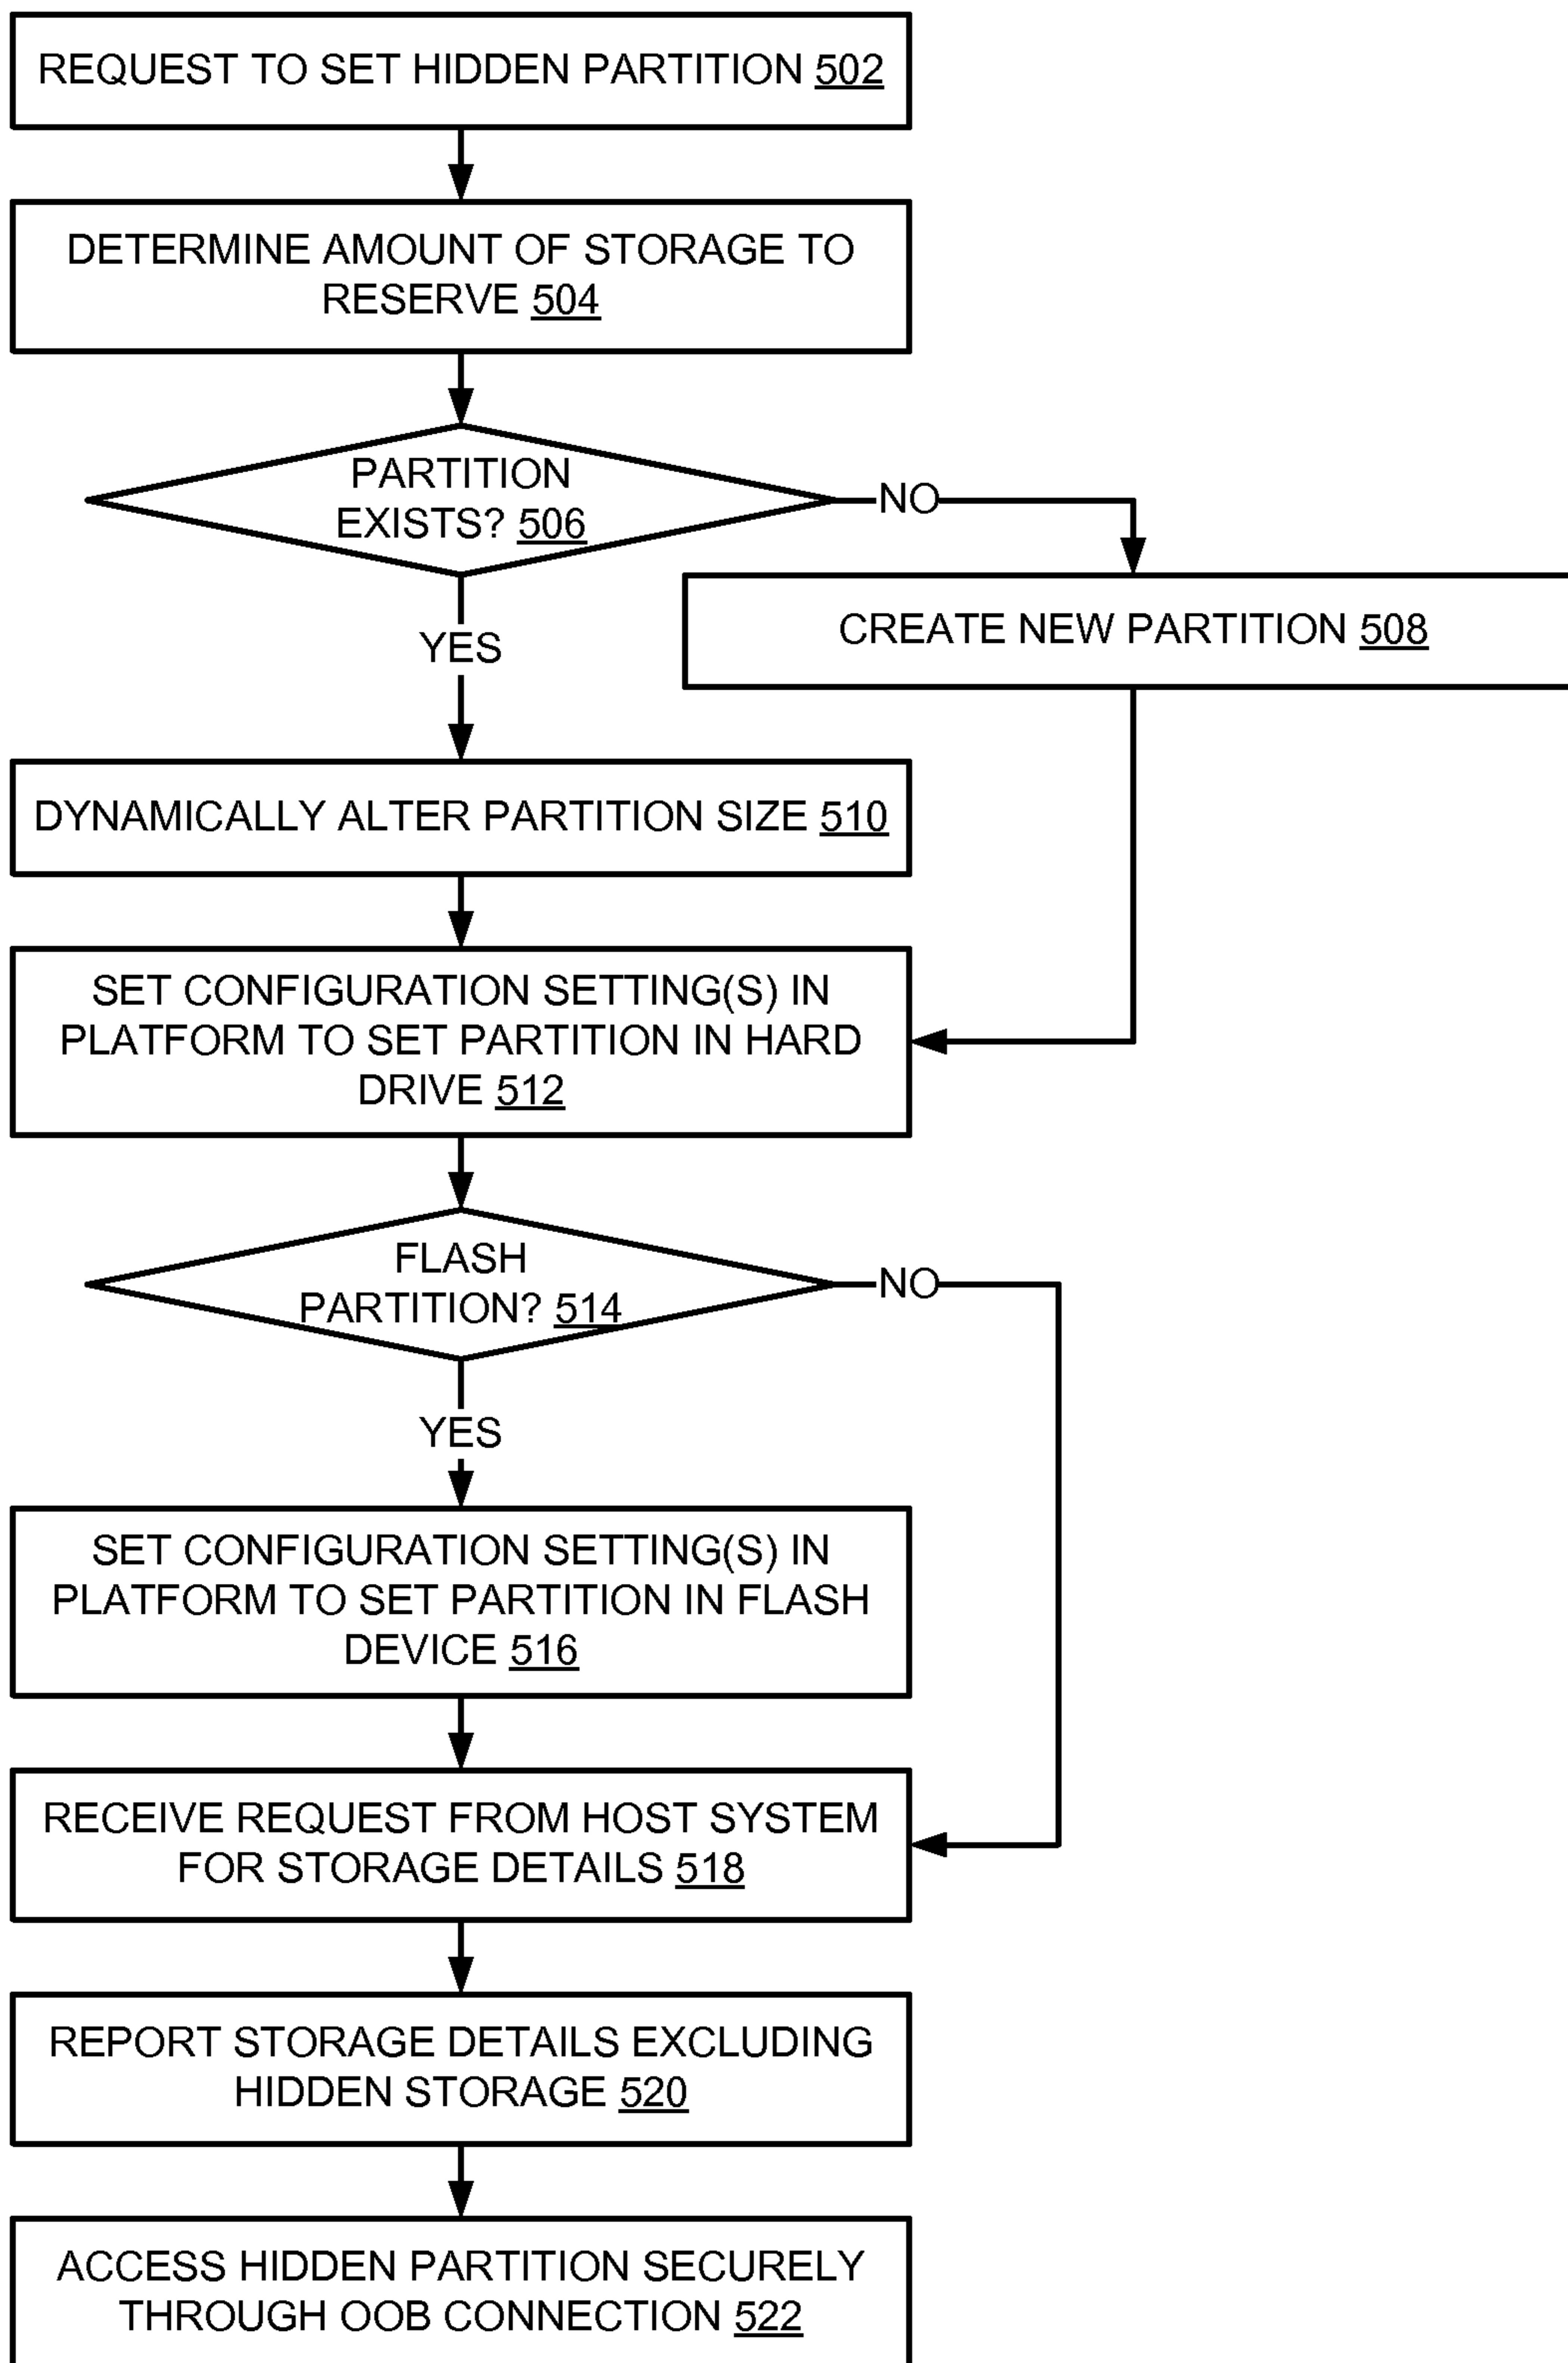 REQUEST TO SET HIDDEN PARTITION 502
DETERMINE AMOUNT OF STORAGE TO
RESERVE 504
PARTITION
EXISTS? 506
NO
CREATE NEW PARTITION 508
YES
DYNAMICALLY ALTER PARTITION SIZE 510
SET CONFIGURATION SETTING(S) IN
PLATFORM TO SET PARTITION IN HARD
DRIVE 512
FLASH
PARTITION? 514
NO
YES
SET CONFIGURATION SETTING(S) IN
PLATFORM TO SET PARTITION IN FLASH
DEVICE 516
RECEIVE REQUEST FROM HOST SYSTEM
FOR STORAGE DETAILS 518
REPORT STORAGE DETAILS EXCLUDING
HIDDEN STORAGE 520
ACCESS HIDDEN PARTITION SECURELY
THROUGH OOB CONNECTION 522